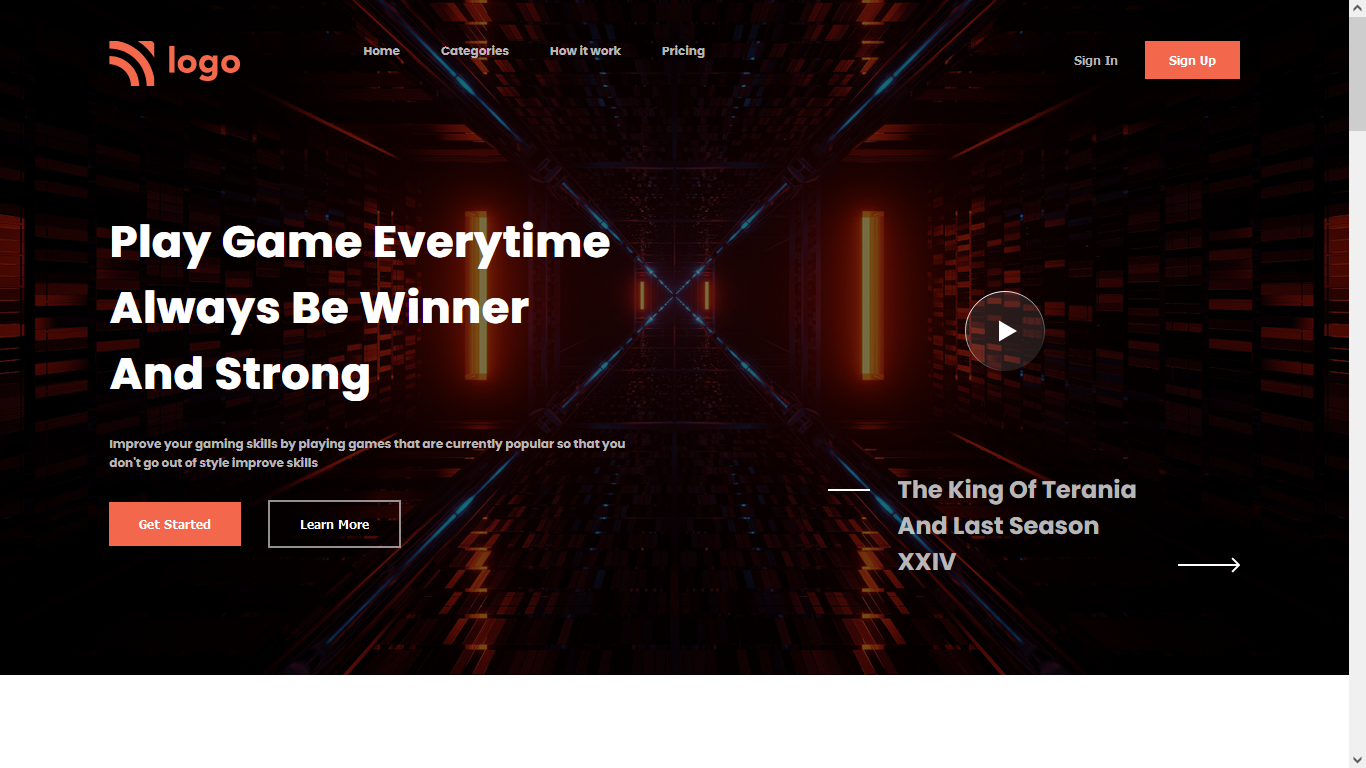 logo
Home
Categories
How it work
Pricing
Sign In
Sign Up
Play Game Everytime
Always Be Winner
And Strong
Improve your gaming skills by playing games that are currently popular so that you
don't go out of style improve skills
Get Started
Learn More
The King Of Terania
And Last Season
XXIV